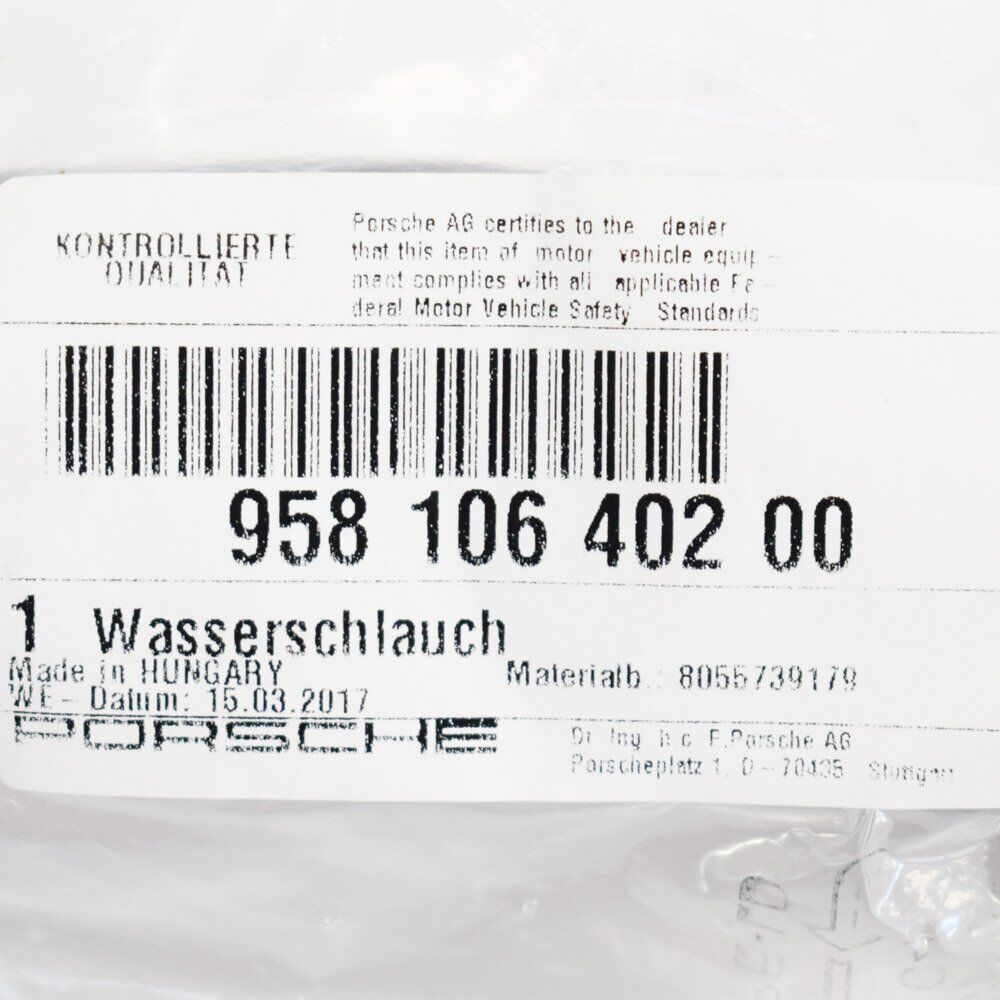 KONTROLLIERTE
QUALITAT
Porsche AG certifies to the dealer
that this item of motor vehicle equip-
ment complies with all applicable Fe-
deral Motor Vehicle Safety Standards
958 106 402 00
1 Wasserschlauch
Made in HUNGARY
Materialb.: 8055739179
WE- Datum: 15.03.2017
PORSCHE
Dr. Ing. h.c. F.Porsche AG
Porscheplatz 1, D-70435 Stuttgart